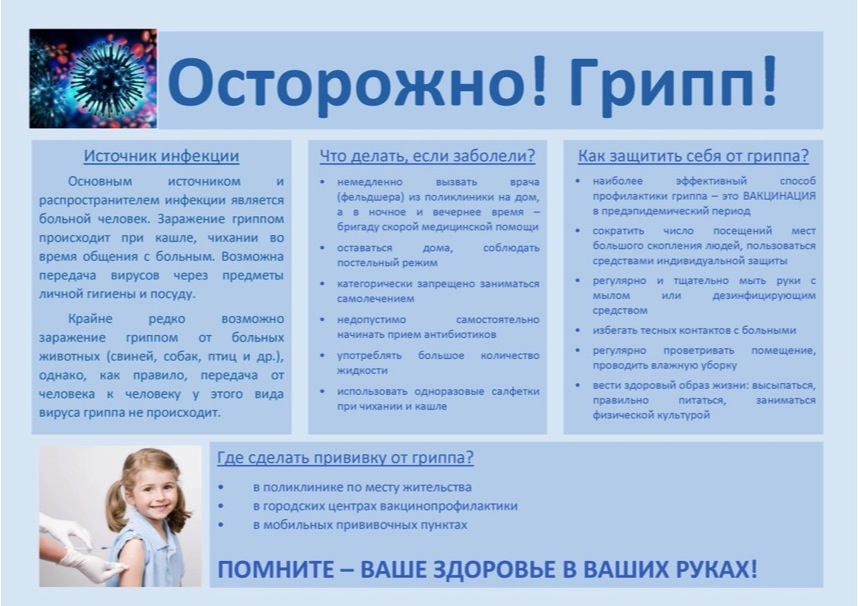 Осторожно! Грипп!
Источник инфекции
Основным источником и
распространителем инфекции является
больной человек. Заражение гриппом
происходит при кашле, чихании во
время общения с больным. Возможна
передача вирусов через предметы
личной гигиены и посуду.
Крайне редко возможно
заражение гриппом от больных
животных (свиней, собак, птиц и др.),
однако, как правило, передача от
человека к человеку у этого вида
вируса гриппа не происходит.
Что делать, если заболели?
• немедленно вызвать врача
(фельдшера) из поликлиники на дом,
а в ночное и вечернее время –
бригаду скорой медицинской помощи
• оставаться дома, соблюдать
постельный режим
• категорически запрещено заниматься
самолечением
• недопустимо самостоятельно
начинать прием антибиотиков
• употреблять большое количество
жидкости
• использовать одноразовые салфетки
при чихании и кашле
Как защитить себя от гриппа?
• наиболее эффективный способ
профилактики гриппа – это ВАКЦИНАЦИЯ
в предэпидемический период
• сократить число посещений мест
большого скопления людей, пользоваться
средствами индивидуальной защиты
• регулярно и тщательно мыть руки с
мылом или дезинфицирующим
средством
• избегать тесных контактов с больными
• регулярно проветривать помещение,
проводить влажную уборку
• вести здоровый образ жизни: высыпаться,
правильно питаться, заниматься
физической культурой
Где сделать прививку от гриппа?
• в поликлинике по месту жительства
• в городских центрах вакцинопрофилактики
• в мобильных прививочных пунктах
ПОМНИТЕ – ВАШЕ ЗДОРОВЬЕ В ВАШИХ РУКАХ!